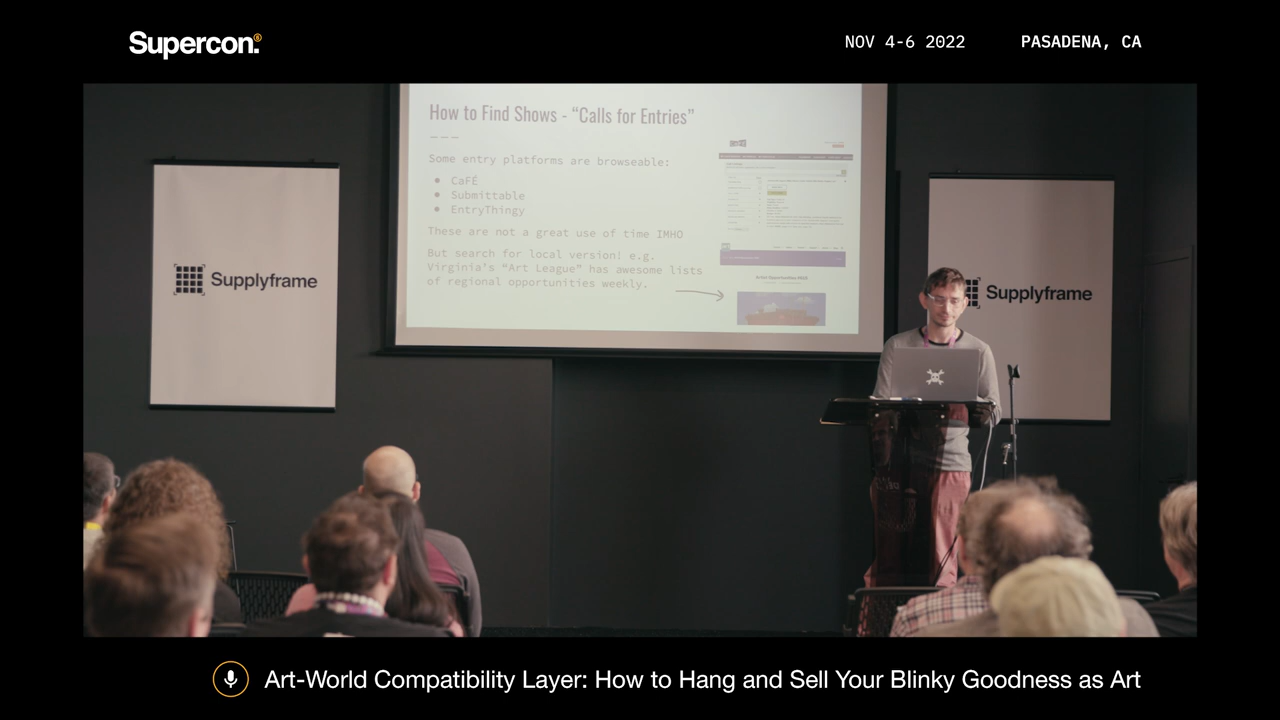 Supercon.6
NOV 4-6 2022
PASADENA, CA
How to Find Shows - “Calls for Entries”
Some entry platforms are browseable:
● CaFÉ
● Submittable
● EntryThingy
These are not a great use of time IMHO
But search for local version! e.g.
Virginia's “Art League” has awesome lists
of regional opportunities weekly.
Supplyframe
Supplyframe
Art-World Compatibility Layer: How to Hang and Sell Your Blinky Goodness as Art